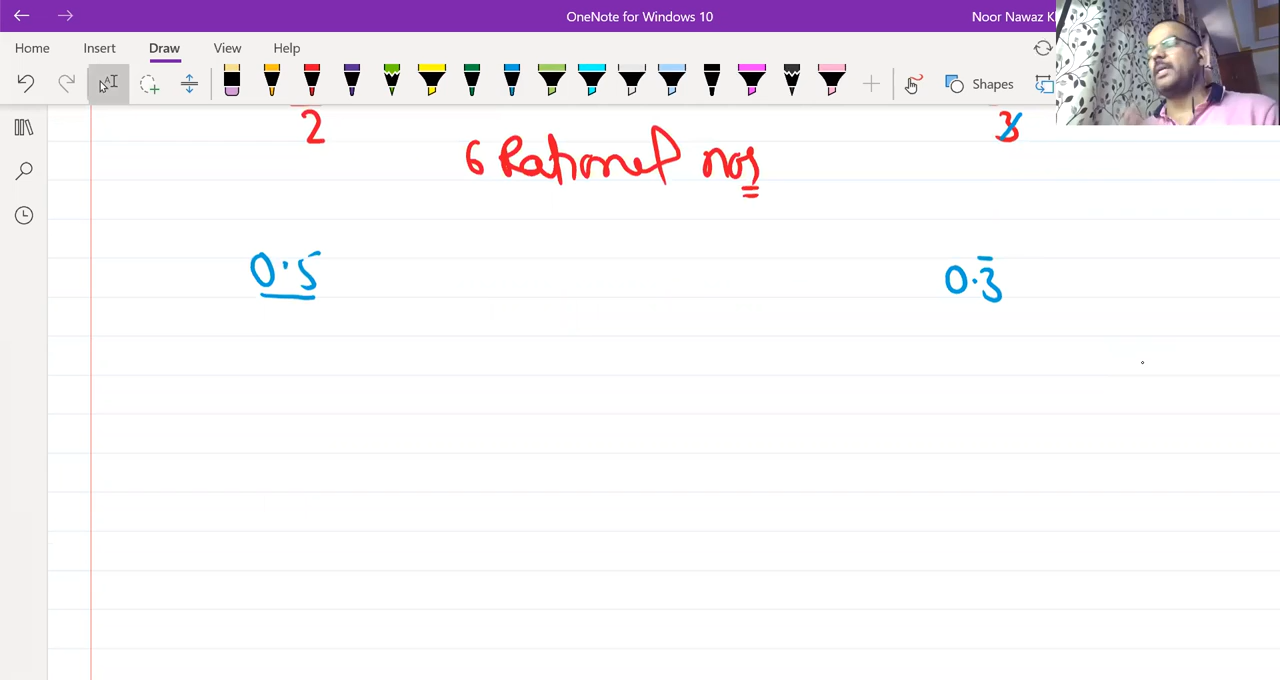 OneNote for Windows 10
Noor Nawaz K
Home Insert Draw View Help
Shapes
2 3
6 Rational nos
0.5 0.3̅